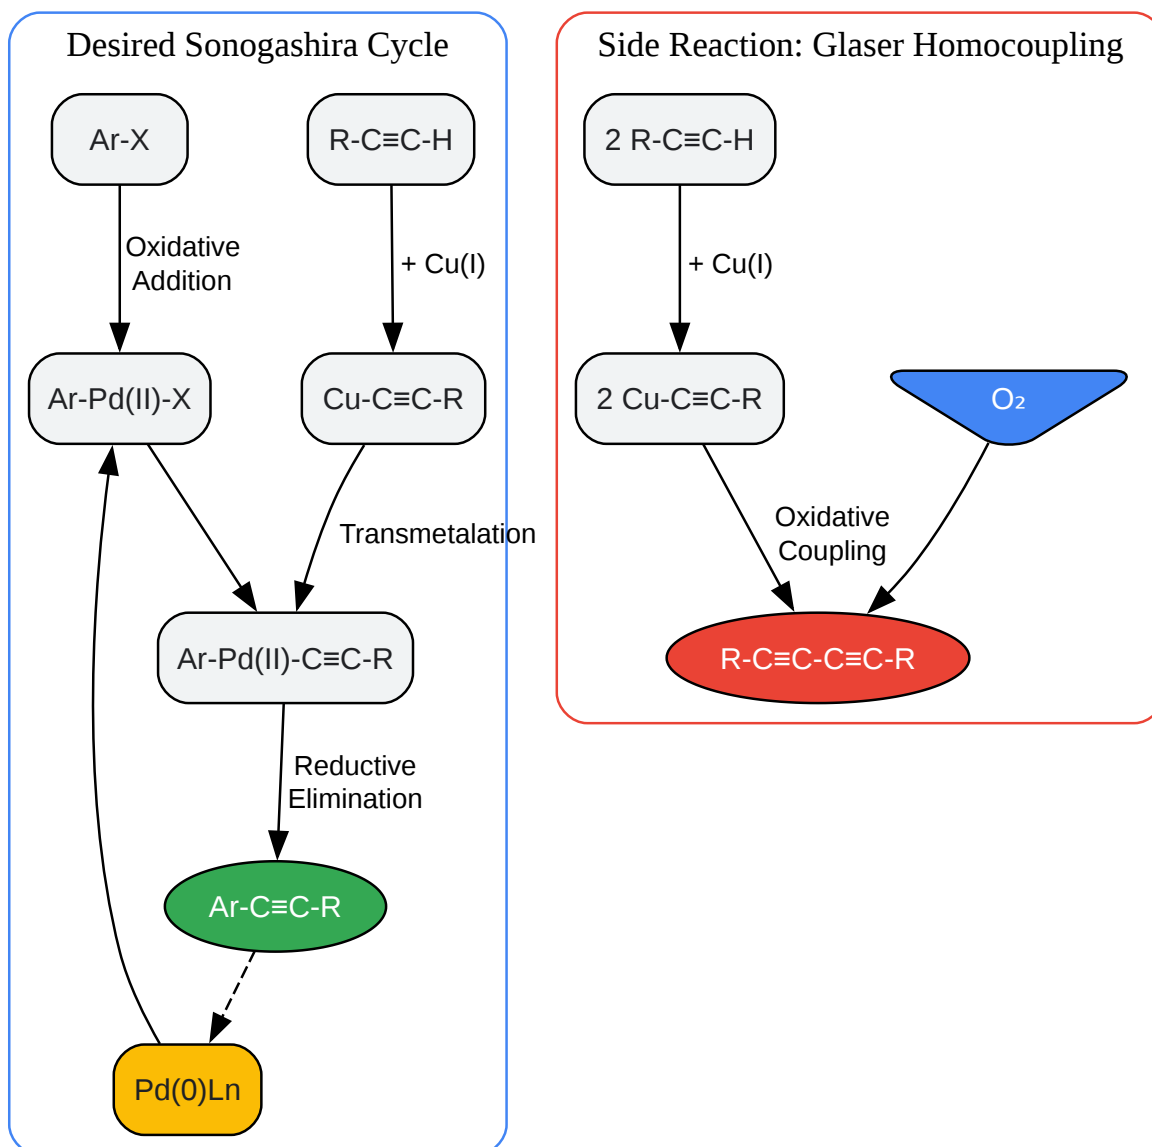 Desired Sonogashira Cycle
Ar-X
R-C≡C-H
Oxidative
Addition
+ Cu(I)
Ar-Pd(II)-X
Cu-C≡C-R
Transmetalation
Ar-Pd(II)-C≡C-R
Reductive
Elimination
Ar-C≡C-R
Pd(0)Ln
Side Reaction: Glaser Homocoupling
2 R-C≡C-H
+ Cu(I)
2 Cu-C≡C-R
O₂
Oxidative
Coupling
R-C≡C-C≡C-R